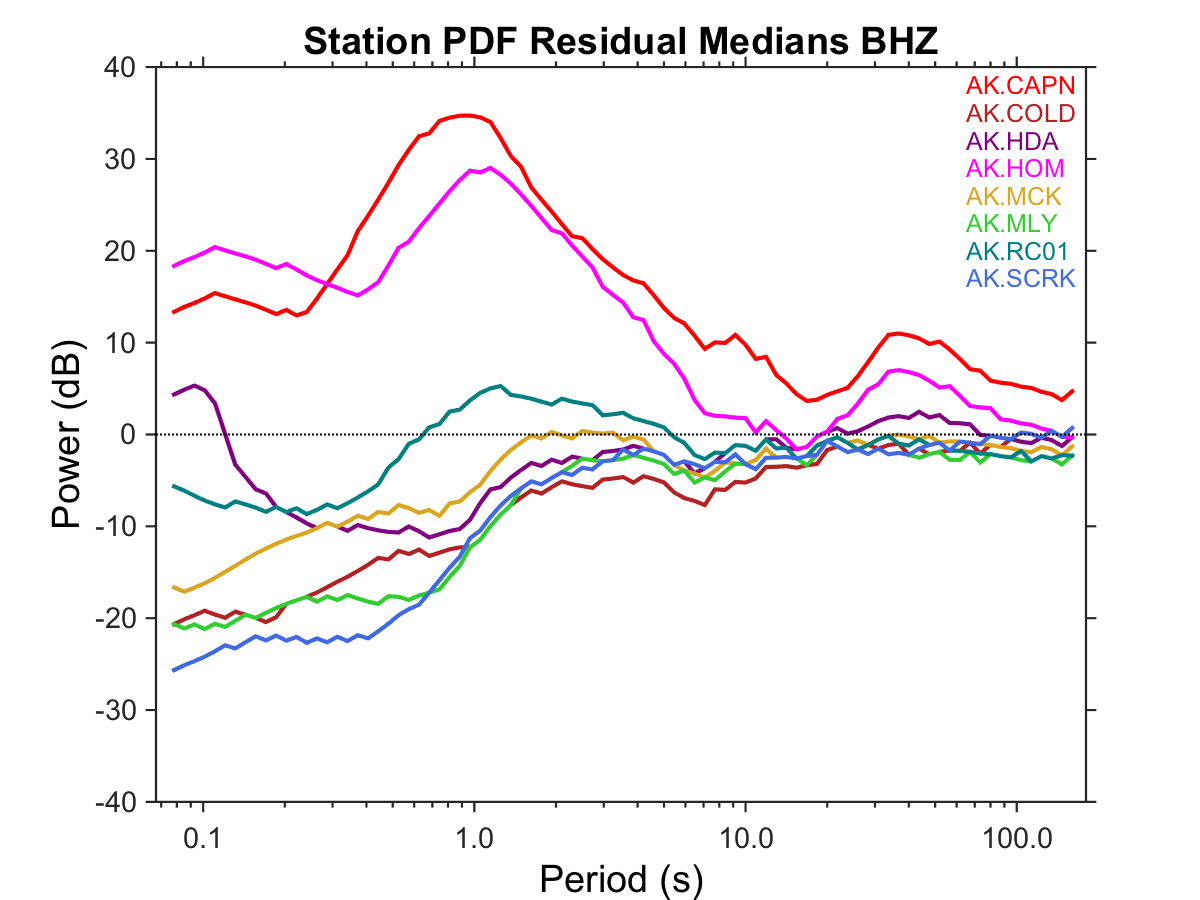 Station PDF Residual Medians BHZ
40
30
20
10
0
-10
-20
-30
-40
Power (dB)
AK.CAPN
AK.COLD
AK.HDA
AK.HOM
AK.MCK
AK.MLY
AK.RC01
AK.SCRK
0.1 1.0 10.0 100.0
Period (s)